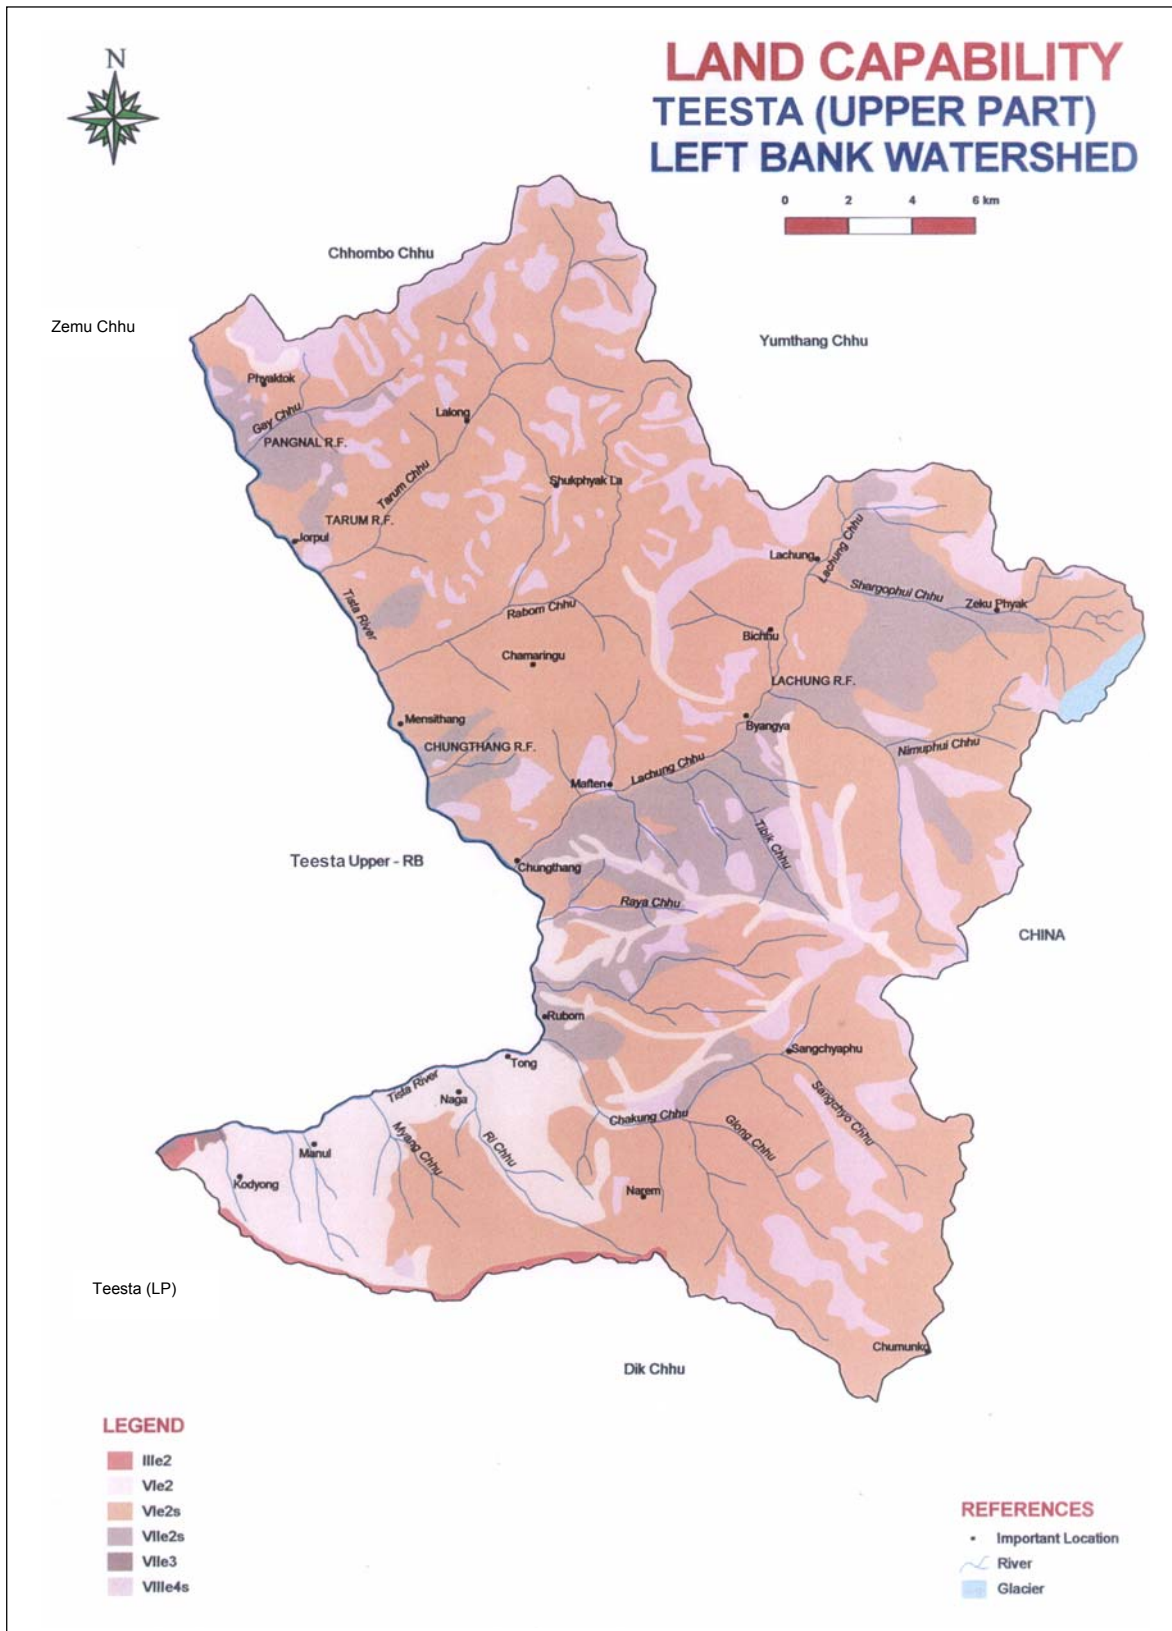 N
LAND CAPABILITY
TEESTA (UPPER PART)
LEFT BANK WATERSHED
0 2 4 6 km
Chhombo Chhu
Zemu Chhu
Yumthang Chhu
Phyaktok
Gay Chhu
Lalong
PANGNAL R.F.
Tarum Chhu
Shukphyak La
TARUM R.F.
Jorpul
Lachung
Lachung Chhu
Shargophui Chhu
Zeku Phyak
Tista River
Rabom Chhu
Bichhu
Chamaringu
LACHUNG R.F.
Mensithang
Byangya
CHUNGTHANG R.F.
Nimuphui Chhu
Lachung Chhu
Maften
Tibik Chhu
Teesta Upper - RB
Chungthang
Raya Chhu
CHINA
Rubom
Sangchyaphu
Tong
Tista River
Naga
Sangchyo Chhu
Chakung Chhu
Glong Chhu
Myang Chhu
Ri Chhu
Manul
Kodyong
Narem
Teesta (LP)
Chumunko
Dik Chhu
LEGEND
IIIe2
VIe2
VIe2s
VIIe2s
VIIe3
VIIIe4s
REFERENCES
Important Location
River
Glacier